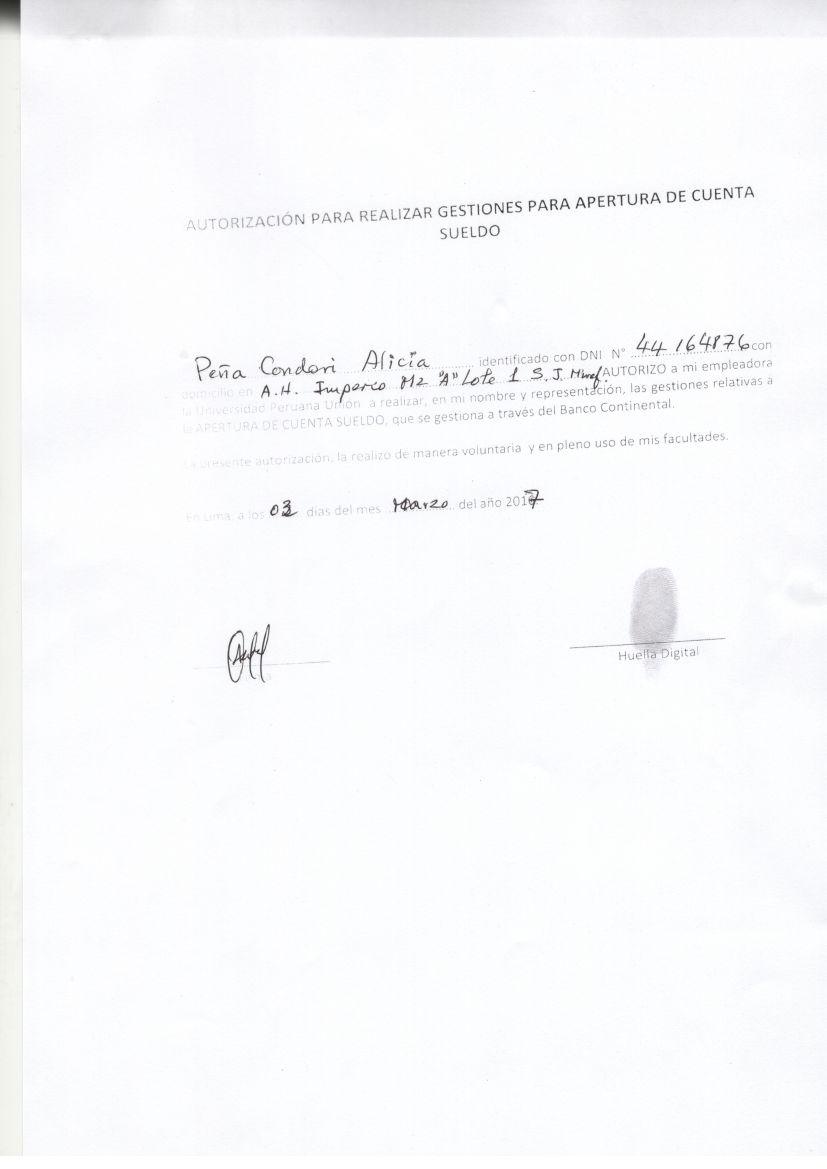 AUTORIZACIÓN PARA REALIZAR GESTIONES PARA APERTURA DE CUENTA
SUELDO
Peña Condori Alicia identificado con DNI N° 44164876 con
domicilio en A.H. Imperco Mz "A" Lote 1 S.J. AUTORIZO a mi empleadora
la Universidad Peruana Unión a realizar, en mi nombre y representación, las gestiones relativas a
la APERTURA DE CUENTA SUELDO, que se gestiona a través del Banco Continental.
La presente autorización, la realizo de manera voluntaria y en pleno uso de mis facultades.
En Lima, a los 03 días del mes Marzo del año 2017
Huella Digital